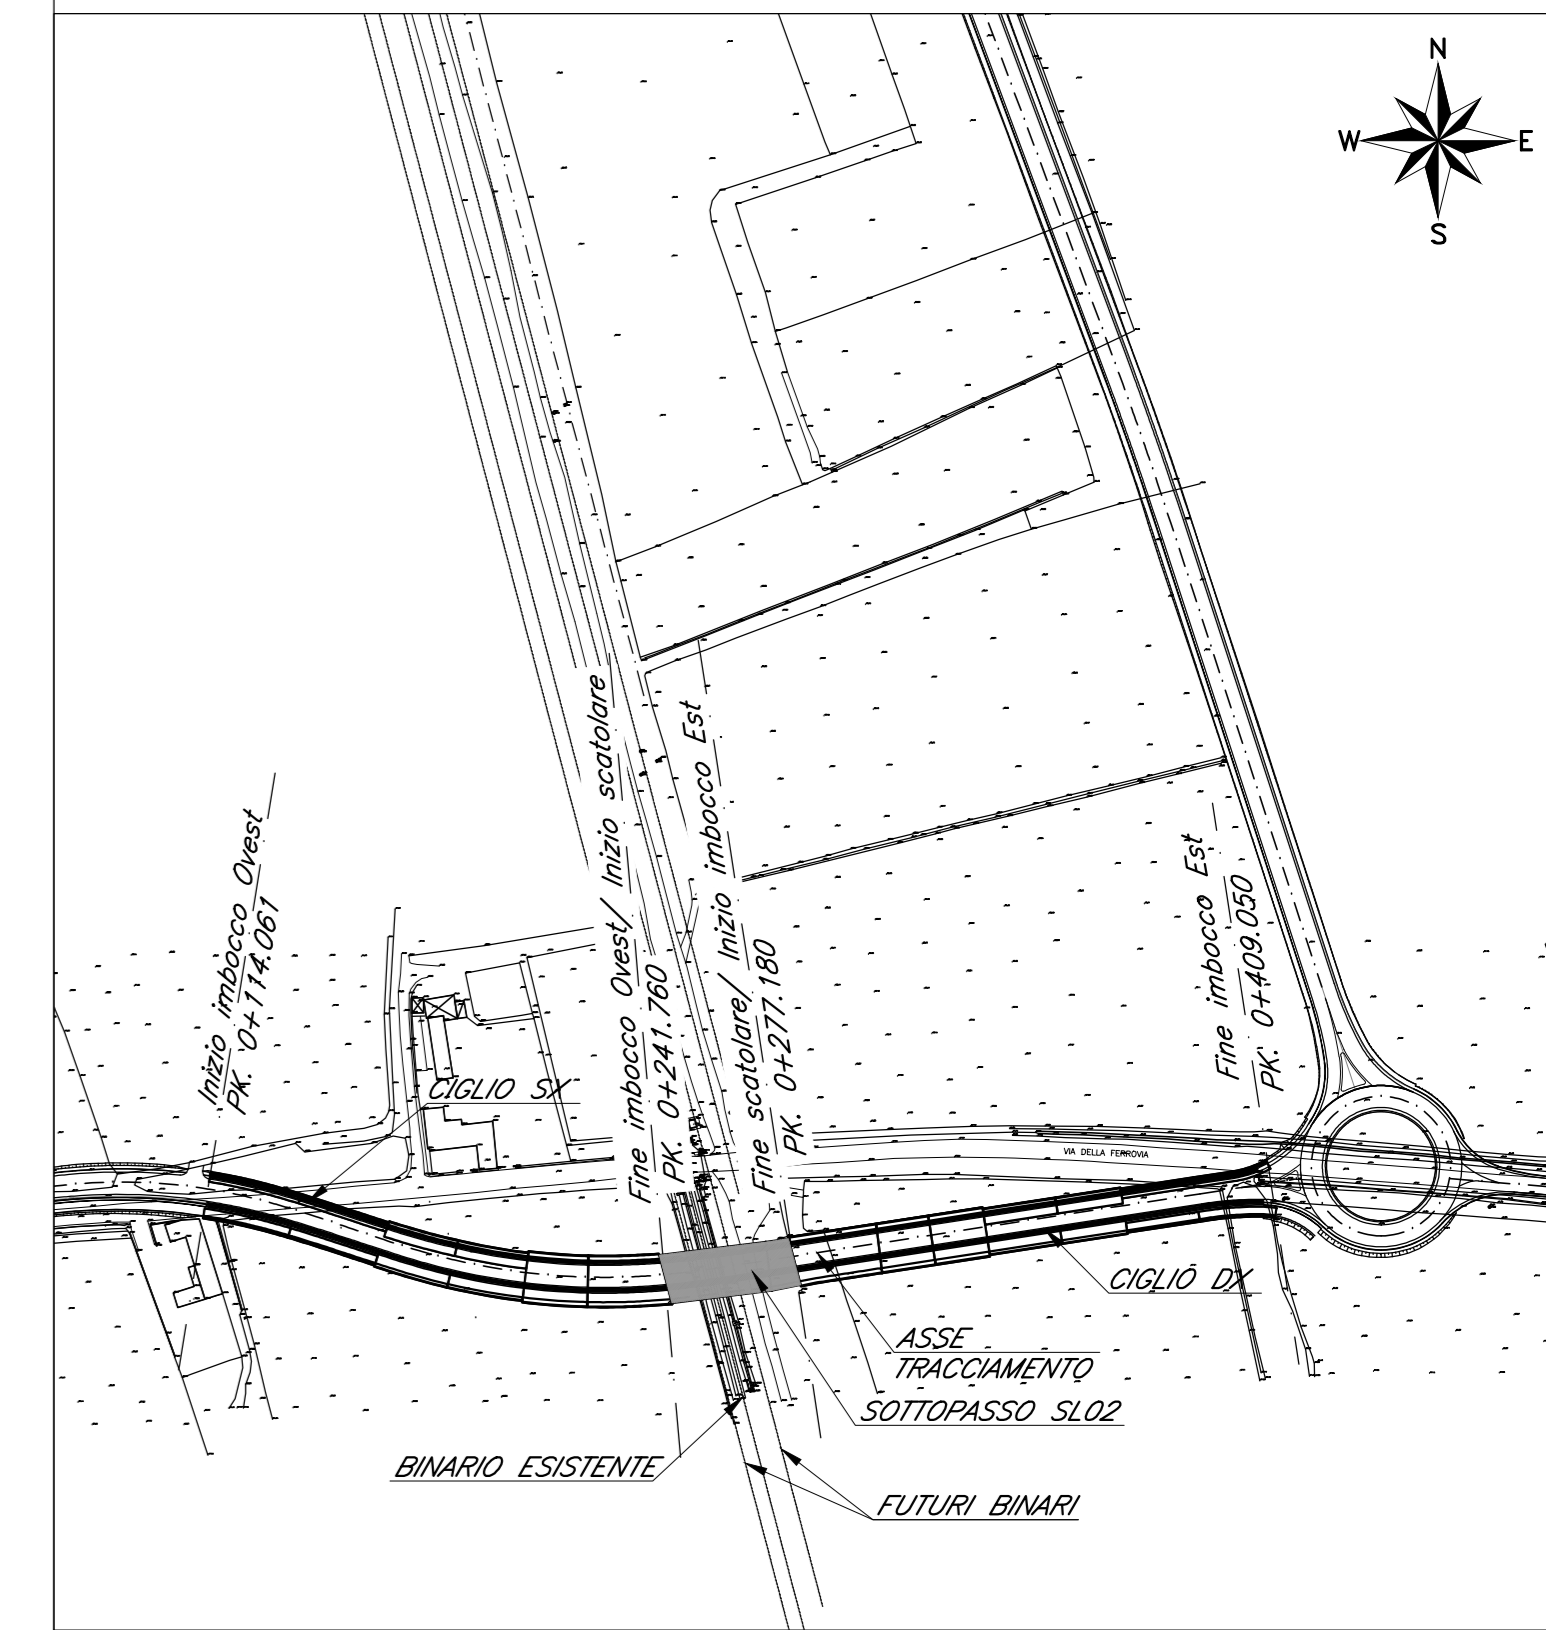 N
W
E
S
Inizio imbocco Ovest
PK. 0+114.061
Fine imbocco Ovest/ Inizio scatolare
PK. 0+241.760
Fine scatolare/ Inizio imbocco Est
PK. 0+277.180
Fine imbocco Est
PK. 0+409.050
CIGLIO SX
VIA DELLA FERROVIA
CIGLIO DX
ASSE
TRACCIAMENTO
SOTTOPASSO SL02
BINARIO ESISTENTE
FUTURI BINARI